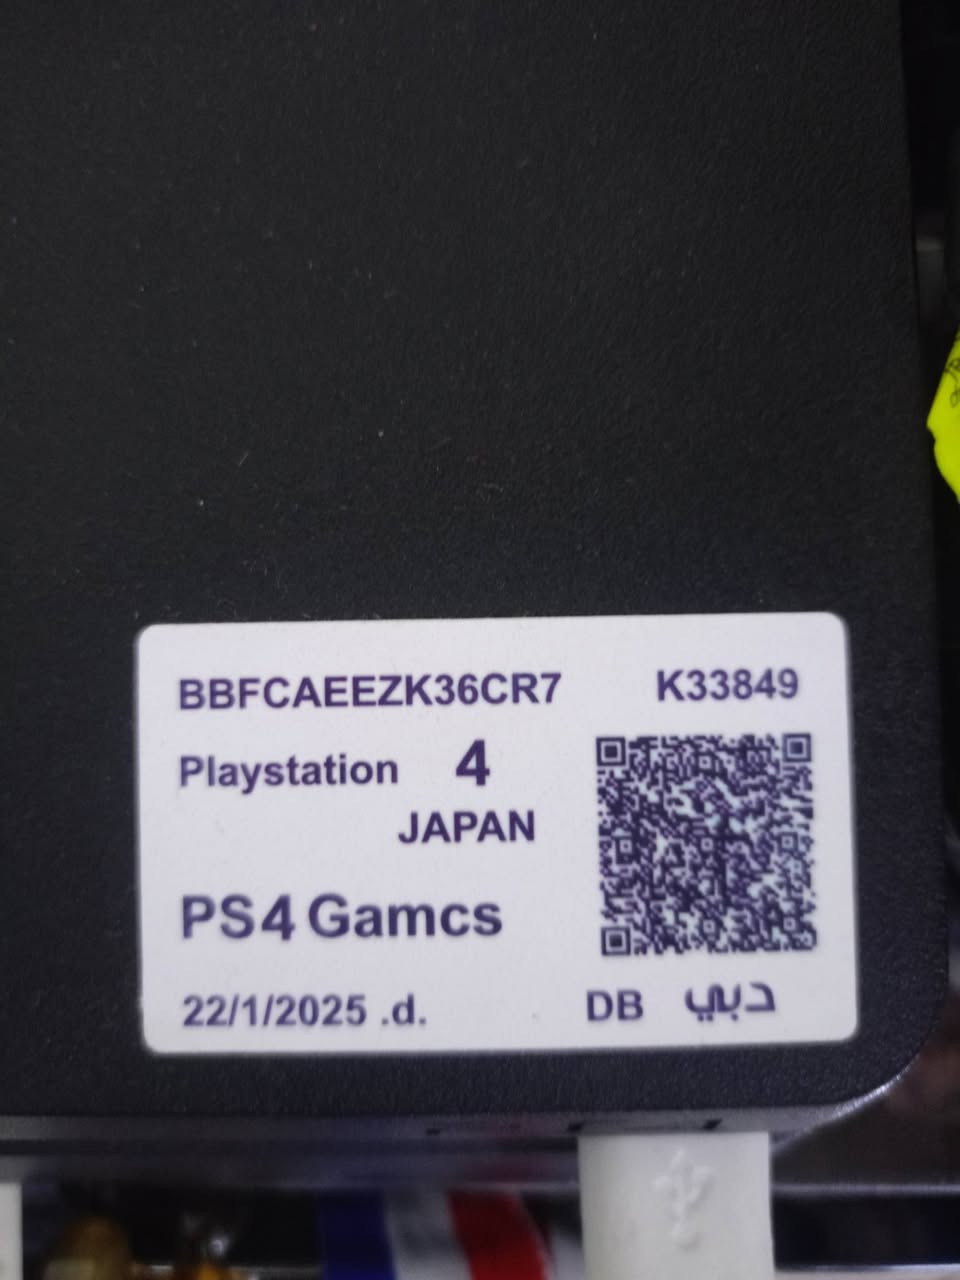 BBFCAEEZK36CR7 K33849
Playstation 4
JAPAN
PS4 Gamcs
22/1/2025 .d. DB دبي